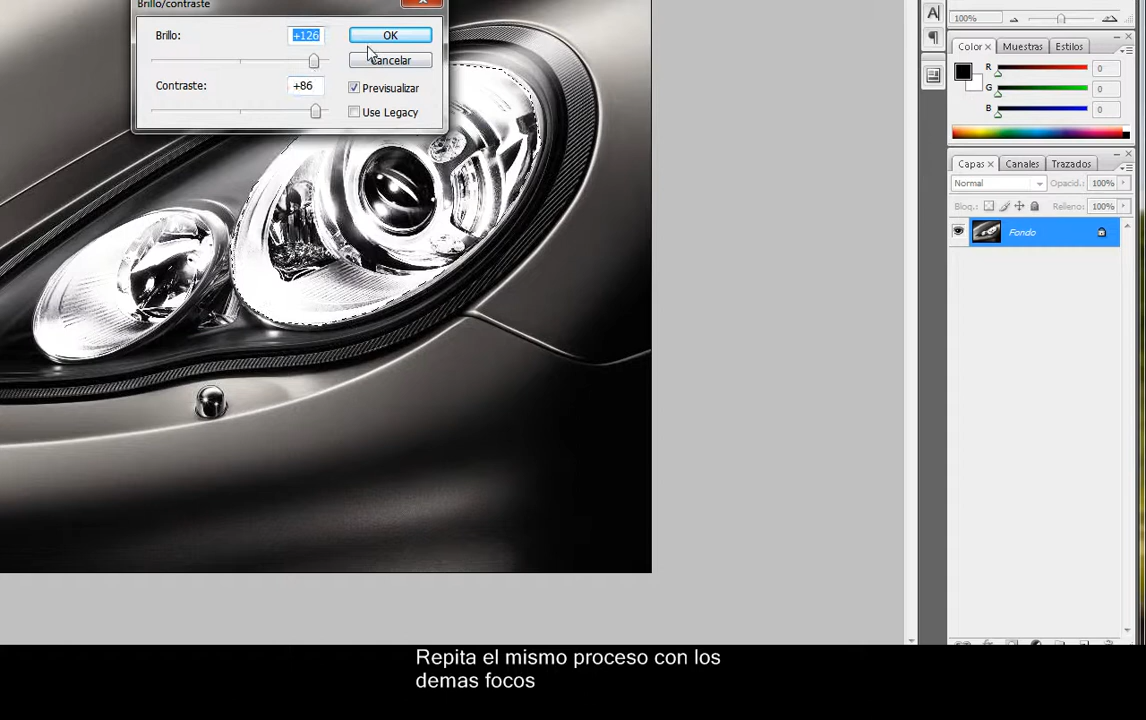 Brillo/contraste
Brillo: +126 OK
Cancelar
Contraste: +86 Previsualizar
Use Legacy
A
100%
Color × Muestras Estilos
R 0
G 0
B 0
Capas × Canales Trazados
Normal Opacid.: 100%
Bloq.: Relleno: 100%
Fondo
Repita el mismo proceso con los
demas focos